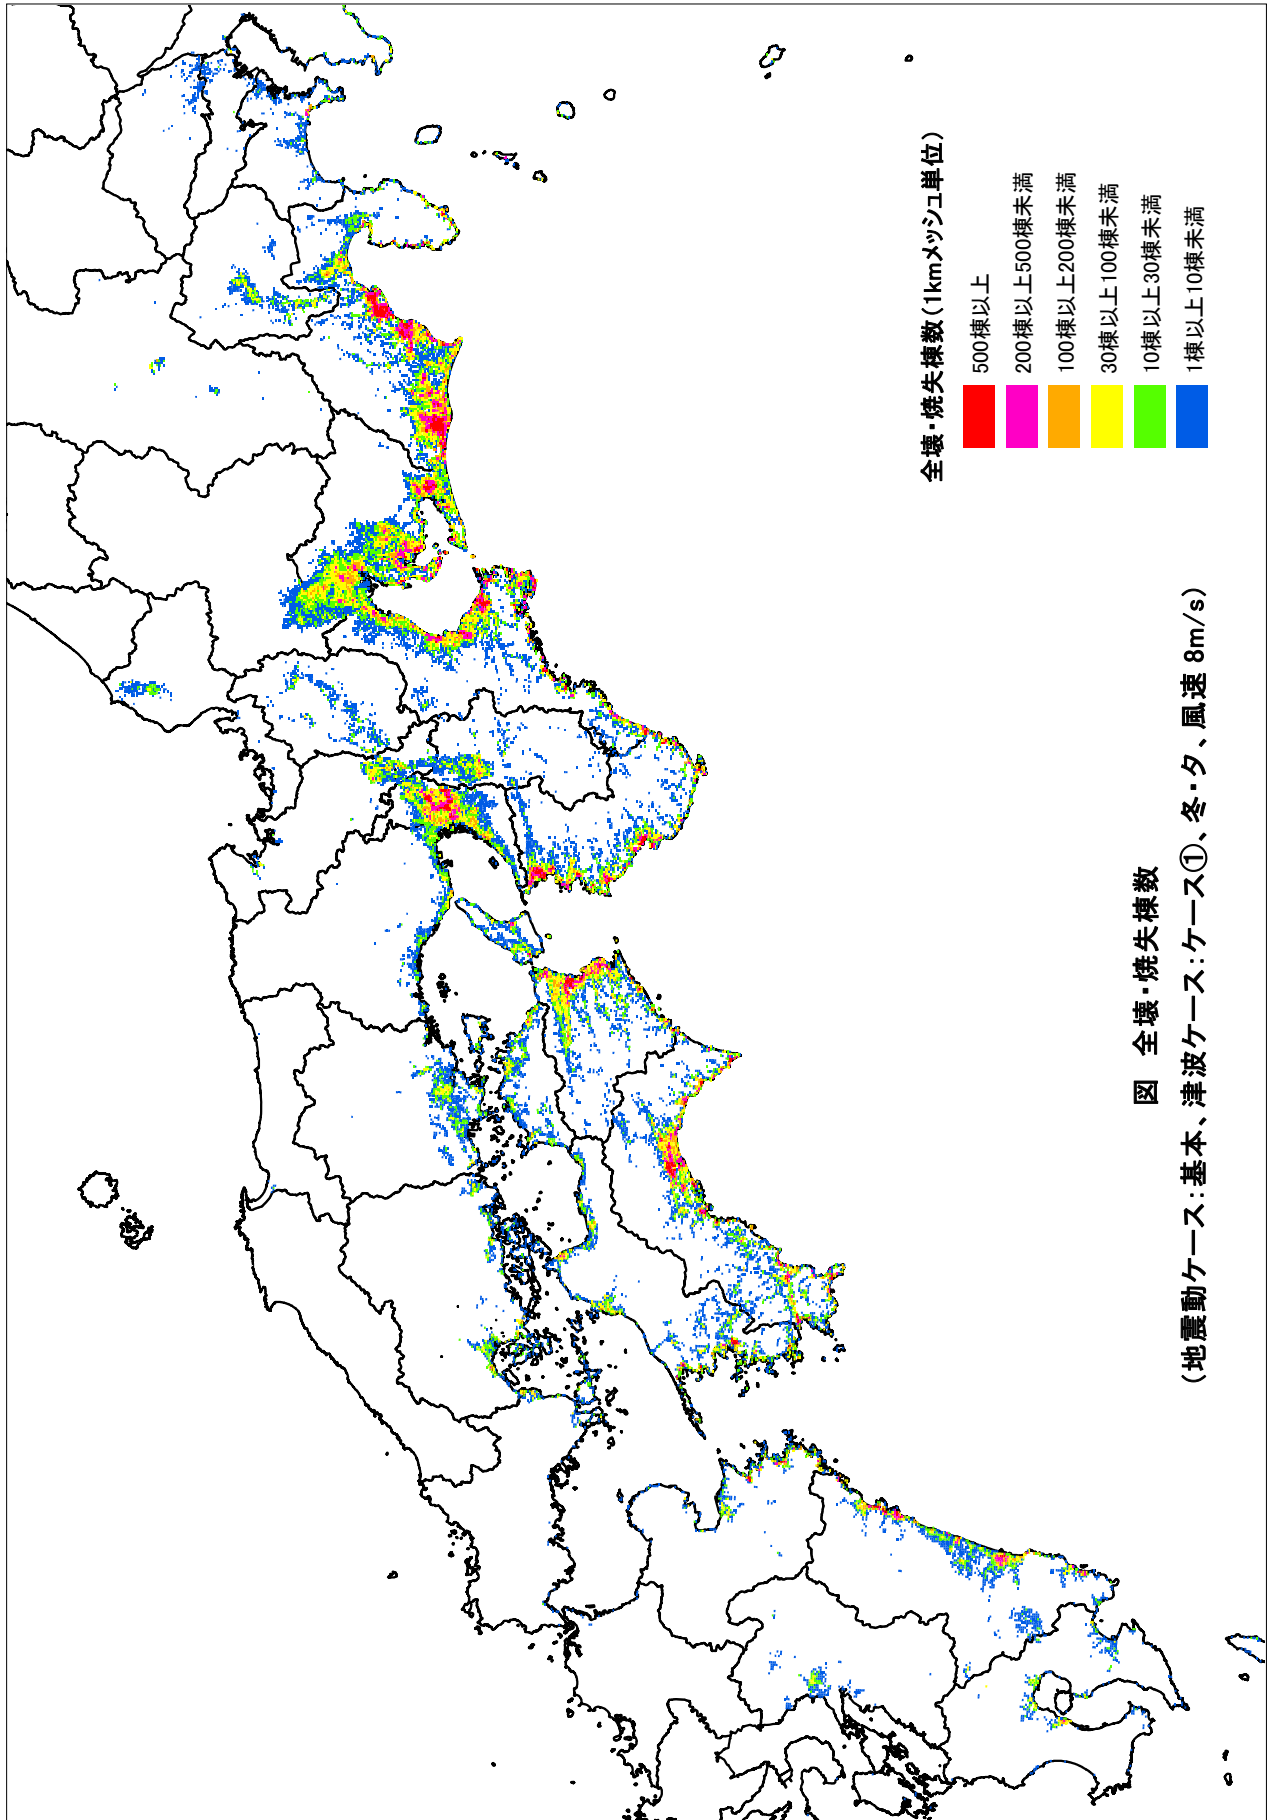 全壊・焼失棟数(1kmメッシュ単位)
500棟以上
200棟以上500棟未満
100棟以上200棟未満
30棟以上100棟未満
10棟以上30棟未満
1棟以上10棟未満
図 全壊・焼失棟数
(地震動ケース:基本、津波ケース:ケース①、冬・夕、風速 8m/s)